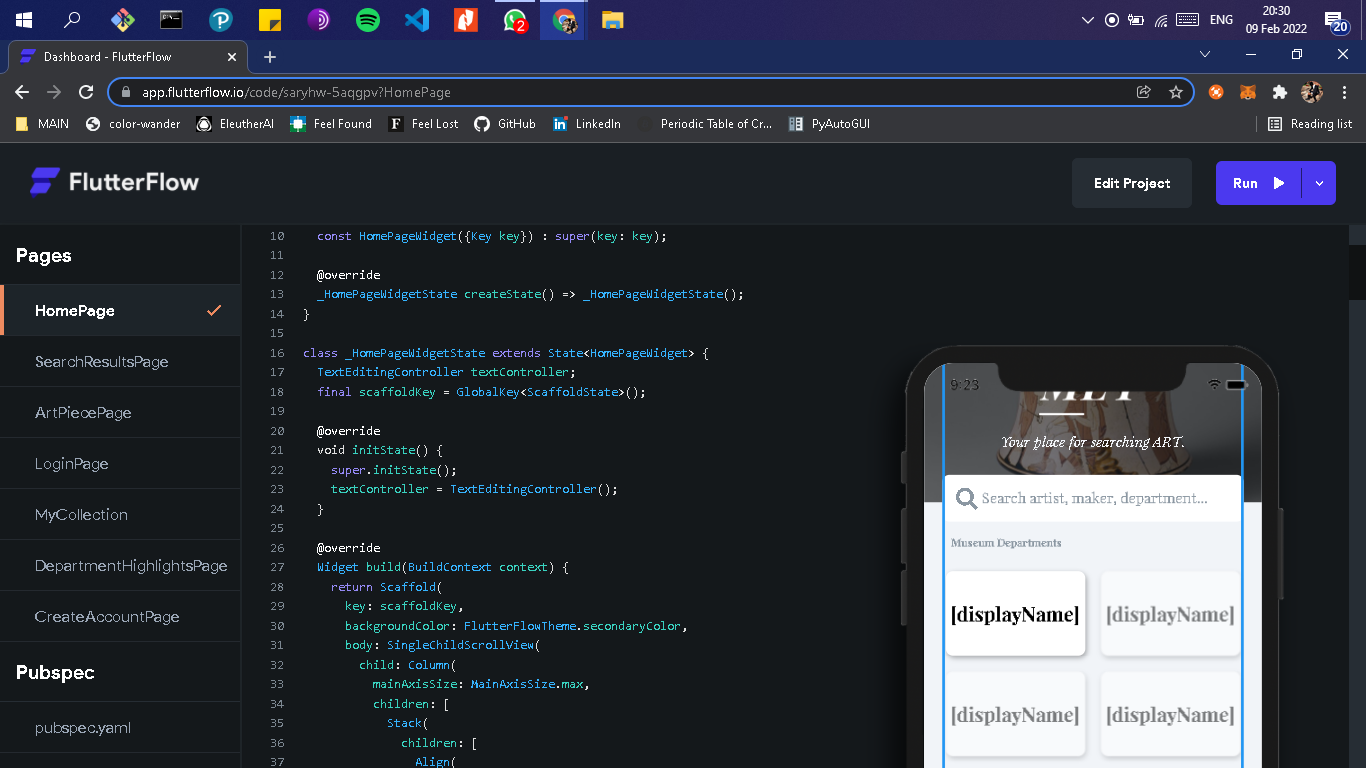 2
ENG
20:30
09 Feb 2022
20
Dashboard - FlutterFlow
app.flutterflow.io/code/saryhw-5aqgpv?HomePage
MAIN
color-wander
EleutherAI
Feel Found
F
Feel Lost
GitHub
in
LinkedIn
Periodic Table of Cr...
PyAutoGUI
Reading list
FlutterFlow
Edit Project
Run
Pages
HomePage
SearchResultsPage
ArtPiecePage
LoginPage
MyCollection
DepartmentHighlightsPage
CreateAccountPage
Pubspec
pubspec.yaml
10 const HomePageWidget({Key key}) : super(key: key);
11
12 @override
13 _HomePageWidgetState createState() => _HomePageWidgetState();
14 }
15
16 class _HomePageWidgetState extends State<HomePageWidget> {
17 TextEditingController textController;
18 final scaffoldKey = GlobalKey<ScaffoldState>();
19
20 @override
21 void initState() {
22 super.initState();
23 textController = TextEditingController();
24 }
25
26 @override
27 Widget build(BuildContext context) {
28 return Scaffold(
29 key: scaffoldKey,
30 backgroundColor: FlutterFlowTheme.secondaryColor,
31 body: SingleChildScrollView(
32 child: Column(
33 mainAxisSize: MainAxisSize.max,
34 children: [
35 Stack(
36 children: [
37 Align(
9:23
MET
Your place for searching ART.
Search artist, maker, department...
Museum Departments
[displayName] [displayName]
[displayName] [displayName]